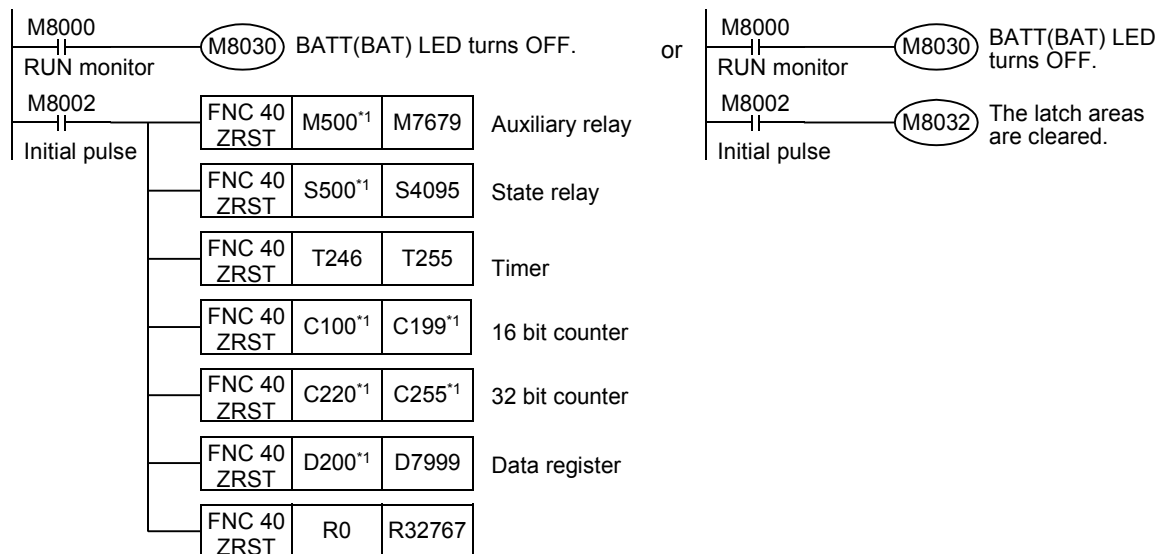 M8000
M8030 BATT(BAT) LED turns OFF.
RUN monitor
M8002
Initial pulse
FNC 40 ZRST M500*1 M7679 Auxiliary relay
FNC 40 ZRST S500*1 S4095 State relay
FNC 40 ZRST T246 T255 Timer
FNC 40 ZRST C100*1 C199*1 16 bit counter
FNC 40 ZRST C220*1 C255*1 32 bit counter
FNC 40 ZRST D200*1 D7999 Data register
FNC 40 ZRST R0 R32767
or
M8000
M8030 BATT(BAT) LED
turns OFF.
RUN monitor
M8002
M8032 The latch areas
are cleared.
Initial pulse